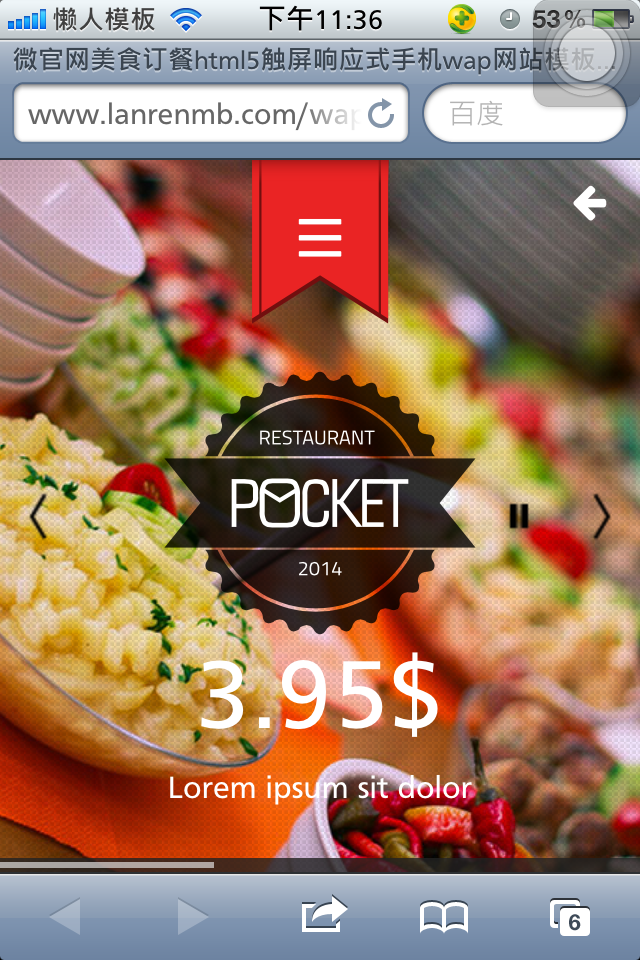 懒人模板
下午11:36
53%
微官网美食订餐html5触屏响应式手机wap网站模板...
www.lanrenmb.com/wap
百度
RESTAURANT
POCKET
2014
3.95$
Lorem ipsum sit dolor
6